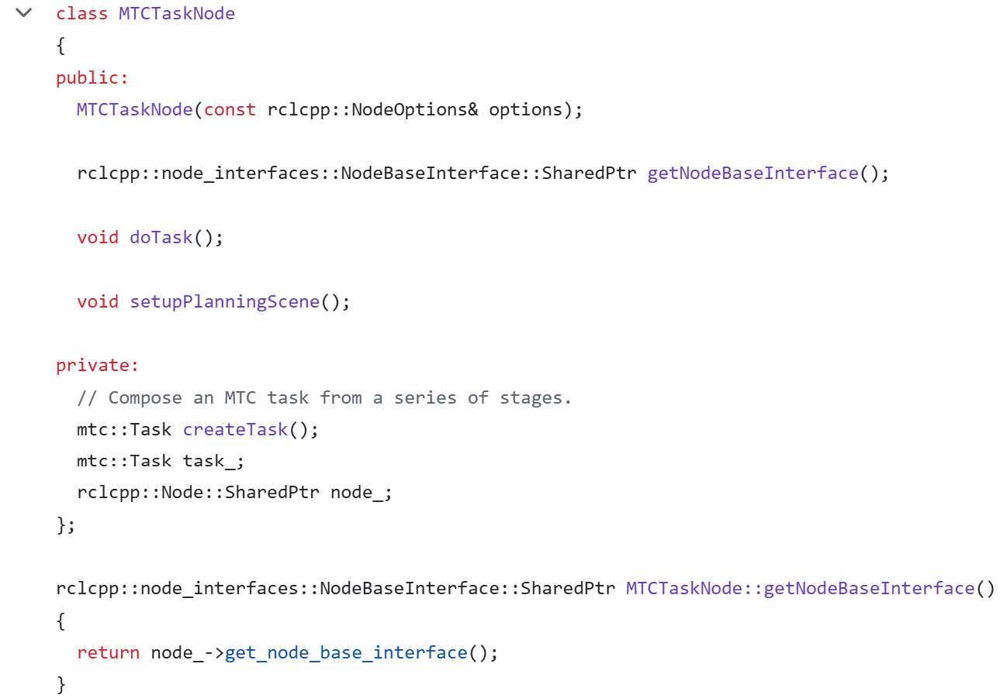 class MTCTaskNode
{
public:
  MTCTaskNode(const rclcpp::NodeOptions& options);

  rclcpp::node_interfaces::NodeBaseInterface::SharedPtr getNodeBaseInterface();

  void doTask();

  void setupPlanningScene();

private:
  // Compose an MTC task from a series of stages.
  mtc::Task createTask();
  mtc::Task task_;
  rclcpp::Node::SharedPtr node_;
};

rclcpp::node_interfaces::NodeBaseInterface::SharedPtr MTCTaskNode::getNodeBaseInterface()
{
  return node_->get_node_base_interface();
}